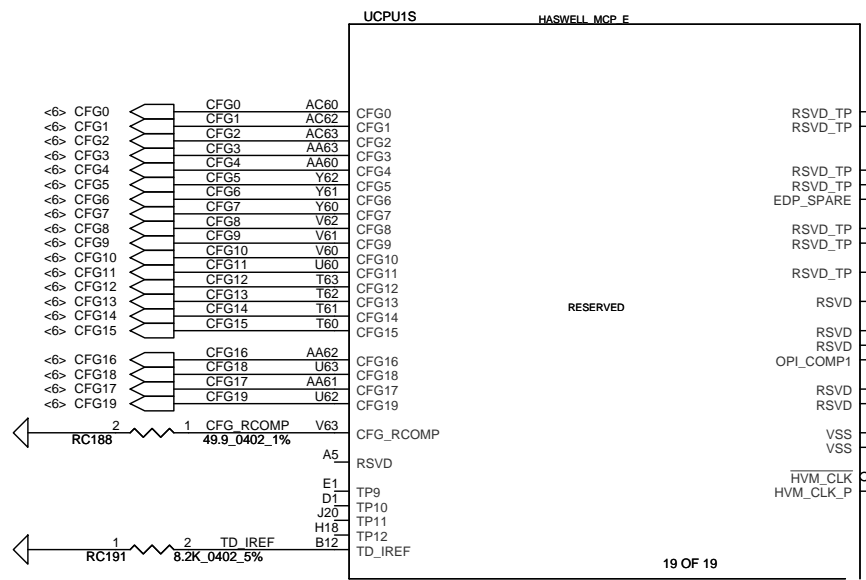 UCPU1S HASWELL_MCP_E
<6> CFG0 CFG0 AC60 CFG0 RSVD_TP
<6> CFG1 CFG1 AC62 CFG1 RSVD_TP
<6> CFG2 CFG2 AC63 CFG2
<6> CFG3 CFG3 AA63 CFG3
<6> CFG4 CFG4 AA60 CFG4 RSVD_TP
<6> CFG5 CFG5 Y62 CFG5 RSVD_TP
<6> CFG6 CFG6 Y61 CFG6 EDP_SPARE
<6> CFG7 CFG7 Y60 CFG7
<6> CFG8 CFG8 V62 CFG8 RSVD_TP
<6> CFG9 CFG9 V61 CFG9 RSVD_TP
<6> CFG10 CFG10 V60 CFG10
<6> CFG11 CFG11 U60 CFG11 RSVD_TP
<6> CFG12 CFG12 T63 CFG12
<6> CFG13 CFG13 T62 CFG13 RESERVED RSVD
<6> CFG14 CFG14 T61 CFG14
<6> CFG15 CFG15 T60 CFG15 RSVD
RSVD
<6> CFG16 CFG16 AA62 CFG16 OPI_COMP1
<6> CFG18 CFG18 U63 CFG18
<6> CFG17 CFG17 AA61 CFG17 RSVD
<6> CFG19 CFG19 U62 CFG19 RSVD
2 1 CFG_RCOMP V63 CFG_RCOMP VSS
RC188 49.9_0402_1% VSS
A5 RSVD
HVM_CLK
E1 TP9 HVM_CLK_P
D1 TP10
J20 TP11
H18 TP12
1 2 TD_IREF B12 TD_IREF
RC191 8.2K_0402_5%
19 OF 19